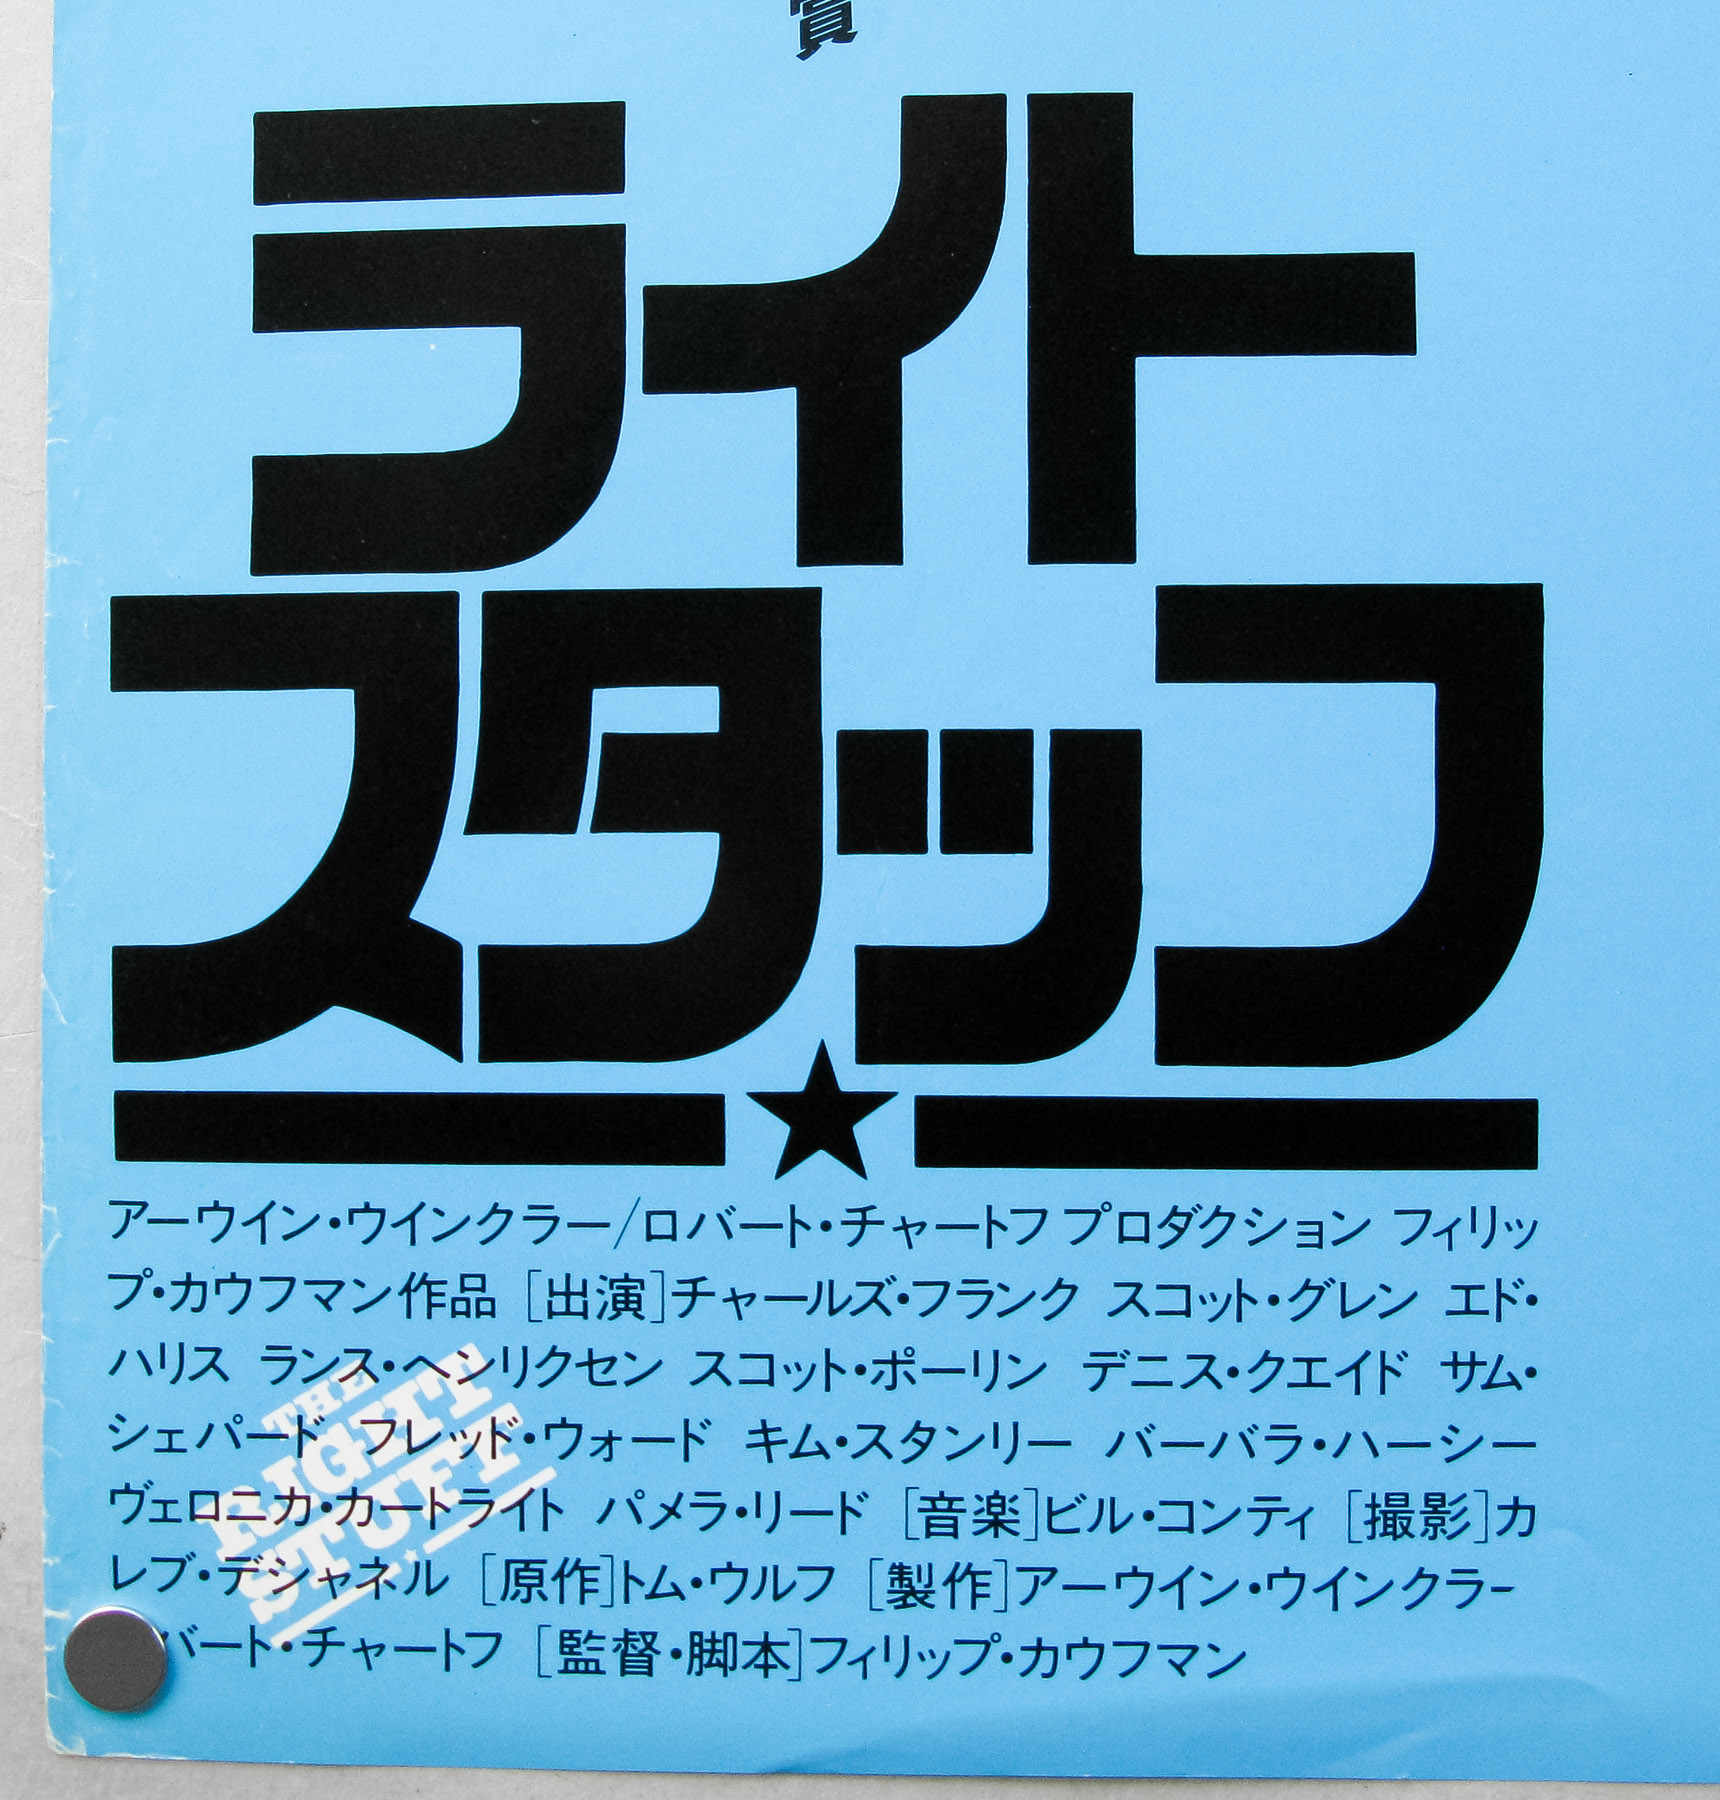 賞
ライト
スタッフ
アーウイン・ウインクラー/ロバート・チャートフ プロダクション フィリッ
プ・カウフマン作品 [出演]チャールズ・フランク スコット・グレン エド・
ハリス ランス・ヘンリクセン スコット・ポーリン デニス・クエイド サム・
シェパード フレッド・ウォード キム・スタンリー バーバラ・ハーシー
ヴェロニカ・カートライト パメラ・リード [音楽]ビル・コンティ [撮影]カ
レブ・デシャネル [原作]トム・ウルフ [製作]アーウイン・ウインクラー
バート・チャートフ [監督・脚本]フィリップ・カウフマン
THE
RIGHT
STUFF